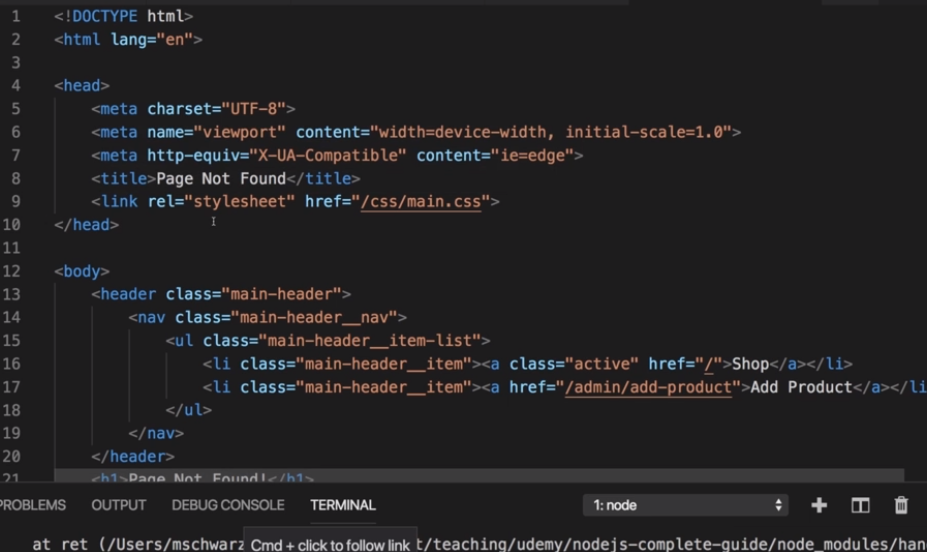 1 <!DOCTYPE html>
2 <html lang="en">
3
4 <head>
5 <meta charset="UTF-8">
6 <meta name="viewport" content="width=device-width, initial-scale=1.0">
7 <meta http-equiv="X-UA-Compatible" content="ie=edge">
8 <title>Page Not Found</title>
9 <link rel="stylesheet" href="/css/main.css">
10 </head>
11
12 <body>
13 <header class="main-header">
14 <nav class="main-header__nav">
15 <ul class="main-header__item-list">
16 <li class="main-header__item"><a class="active" href="/">Shop</a></li>
17 <li class="main-header__item"><a href="/admin/add-product">Add Product</a></li
18 </ul>
19 </nav>
20 </header>
21 <h1>Page Not Found!</h1>
PROBLEMS OUTPUT DEBUG CONSOLE TERMINAL 1: node
at ret (/Users/mschwarz Cmd + click to follow link t/teaching/udemy/nodejs-complete-guide/node_modules/han